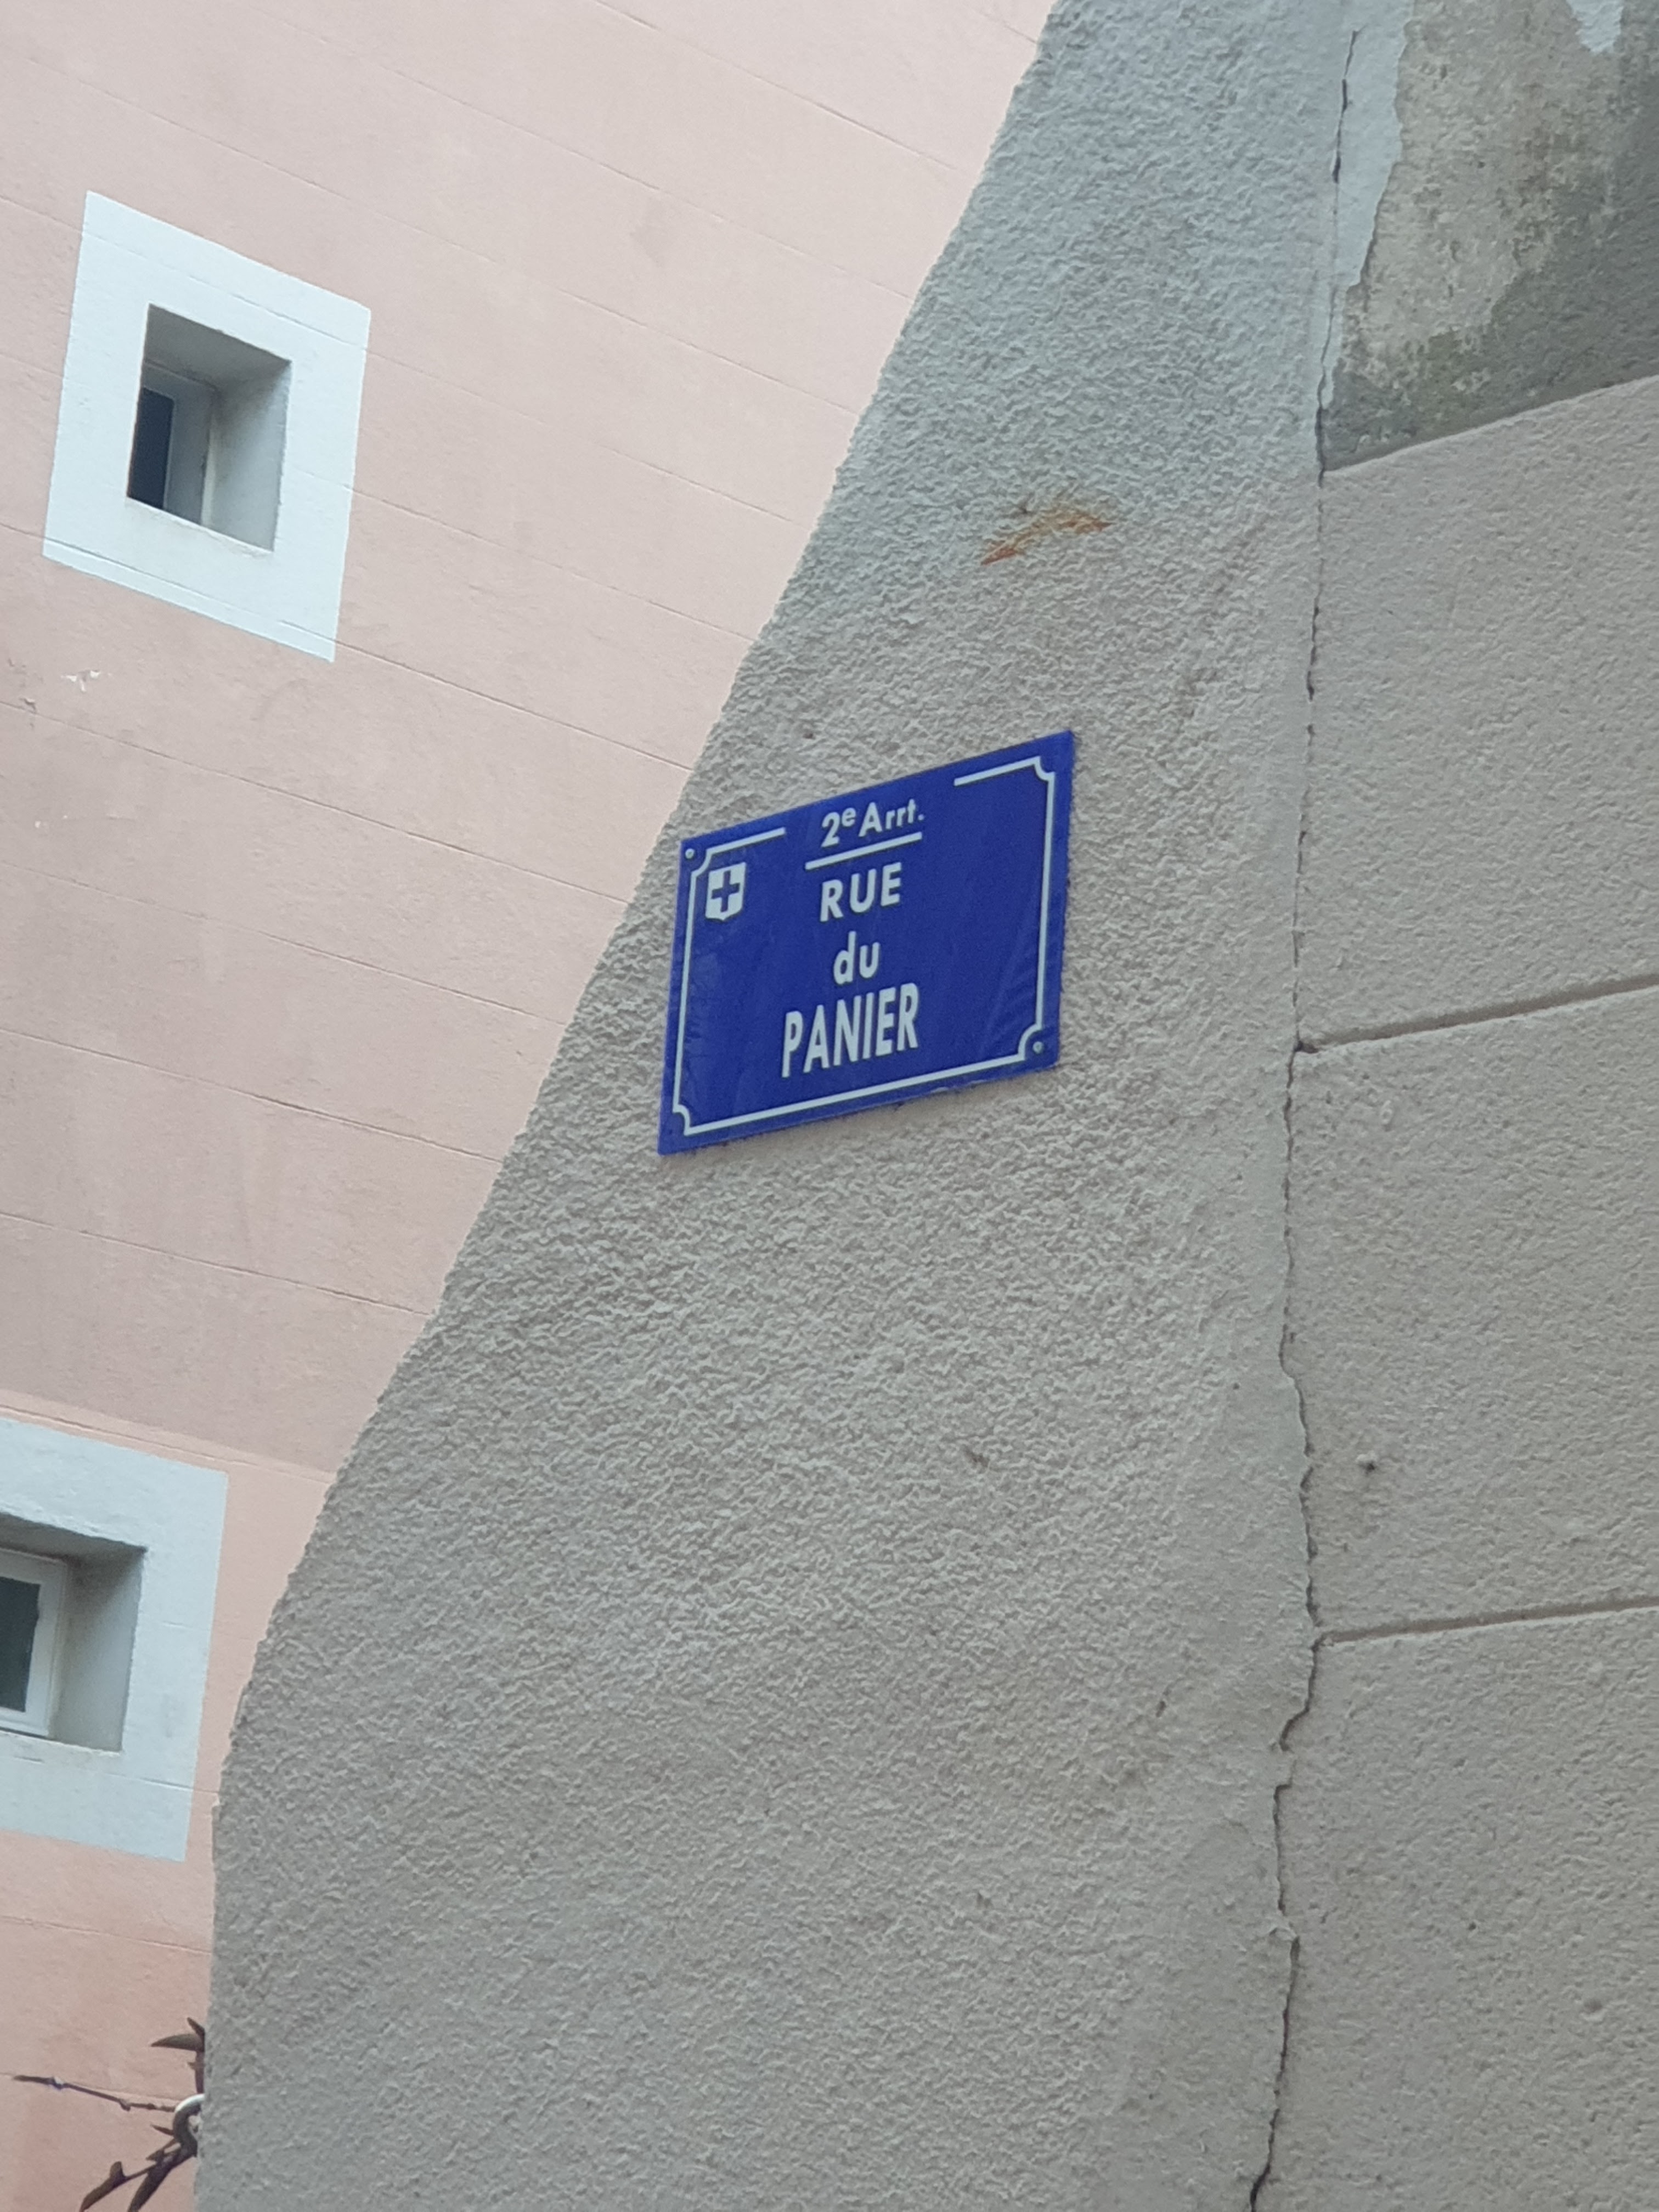 2e Arrt.
RUE
du
PANIER